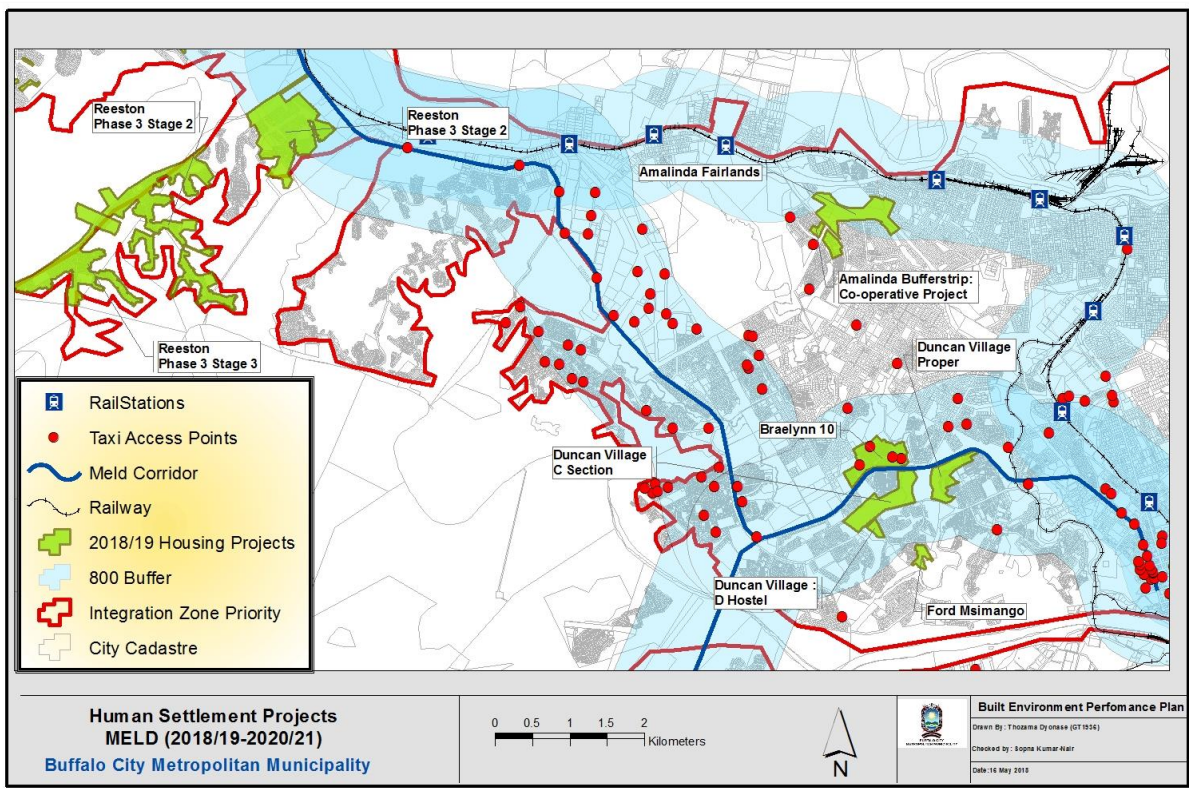 Reeston
Phase 3 Stage 2
Reeston
Phase 3 Stage 2
Amalinda Fairlands
Amalinda Bufferstrip:
Co-operative Project
Duncan Village
Proper
Reeston
Phase 3 Stage 3
Braelynn 10
Duncan Village
C Section
Duncan Village :
D Hostel
Ford Msimango
RailStations
Taxi Access Points
Meld Corridor
Railway
2018/19 Housing Projects
800 Buffer
Integration Zone Priority
City Cadastre
Human Settlement Projects
MELD (2018/19-2020/21)
Buffalo City Metropolitan Municipality
0 0.5 1 1.5 2
Kilometers
N
Built Environment Perfomance Plan
Drawn By: Thozama Dyonase (GT1936)
Checked by: Sopna Kumar-Nair
Date:16 May 2018